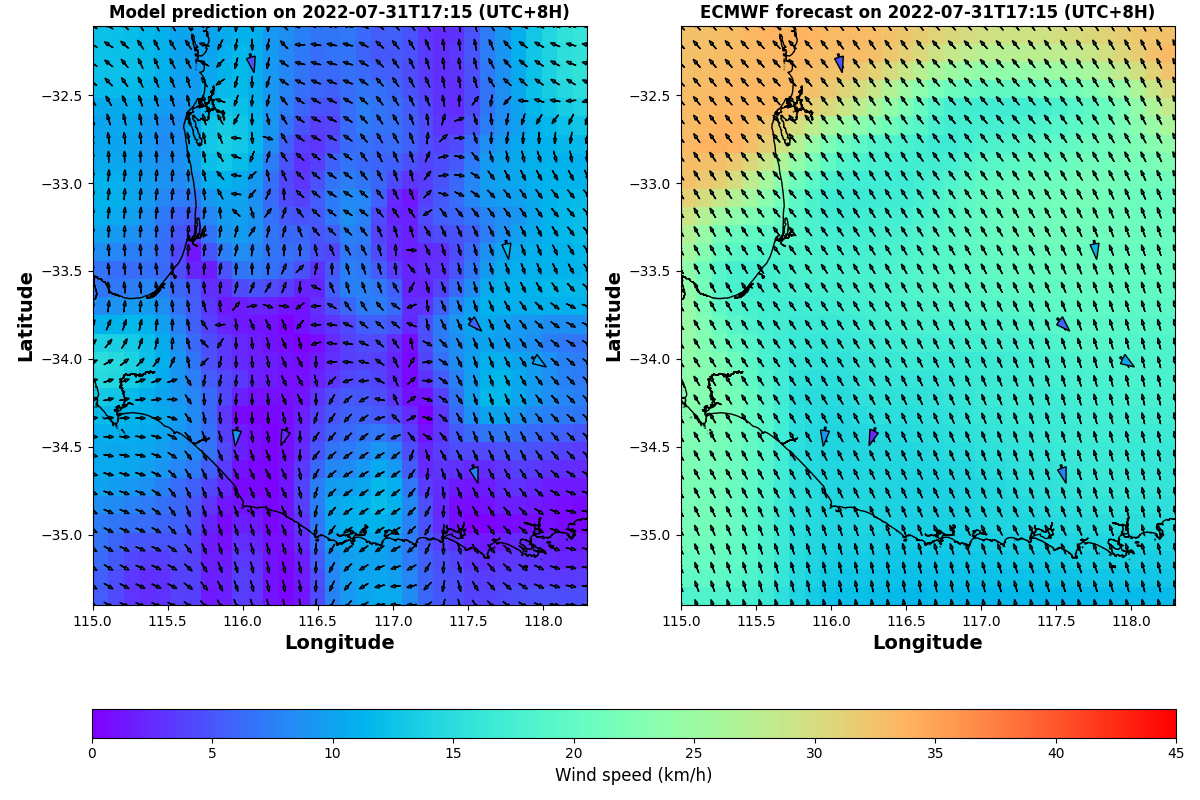 Model prediction on 2022-07-31T17:15 (UTC+8H)
ECMWF forecast on 2022-07-31T17:15 (UTC+8H)
Latitude
−32.5
−33.0
−33.5
−34.0
−34.5
−35.0
115.0 115.5 116.0 116.5 117.0 117.5 118.0
Longitude
Latitude
−32.5
−33.0
−33.5
−34.0
−34.5
−35.0
115.0 115.5 116.0 116.5 117.0 117.5 118.0
Longitude
0 5 10 15 20 25 30 35 40 45
Wind speed (km/h)